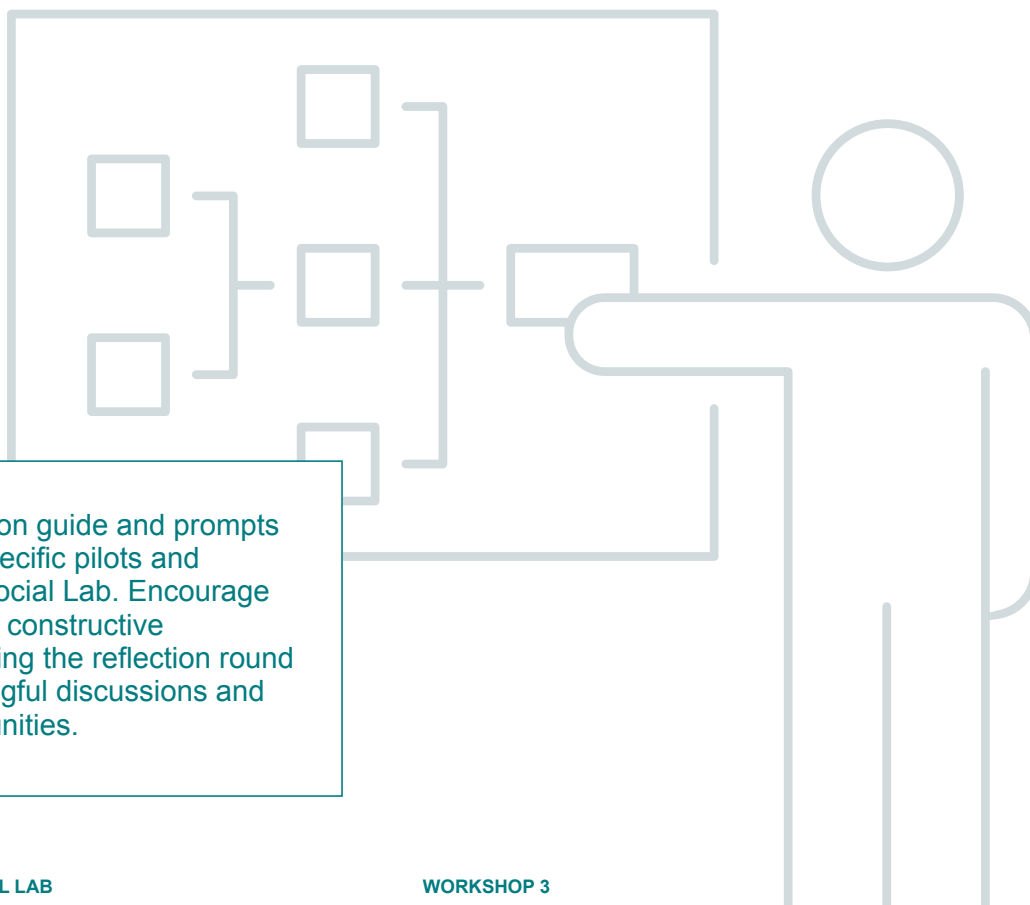 on guide and prompts
ecific pilots and
ocial Lab. Encourage
constructive
ing the reflection round
gful discussions and
unities.
L LAB
WORKSHOP 3